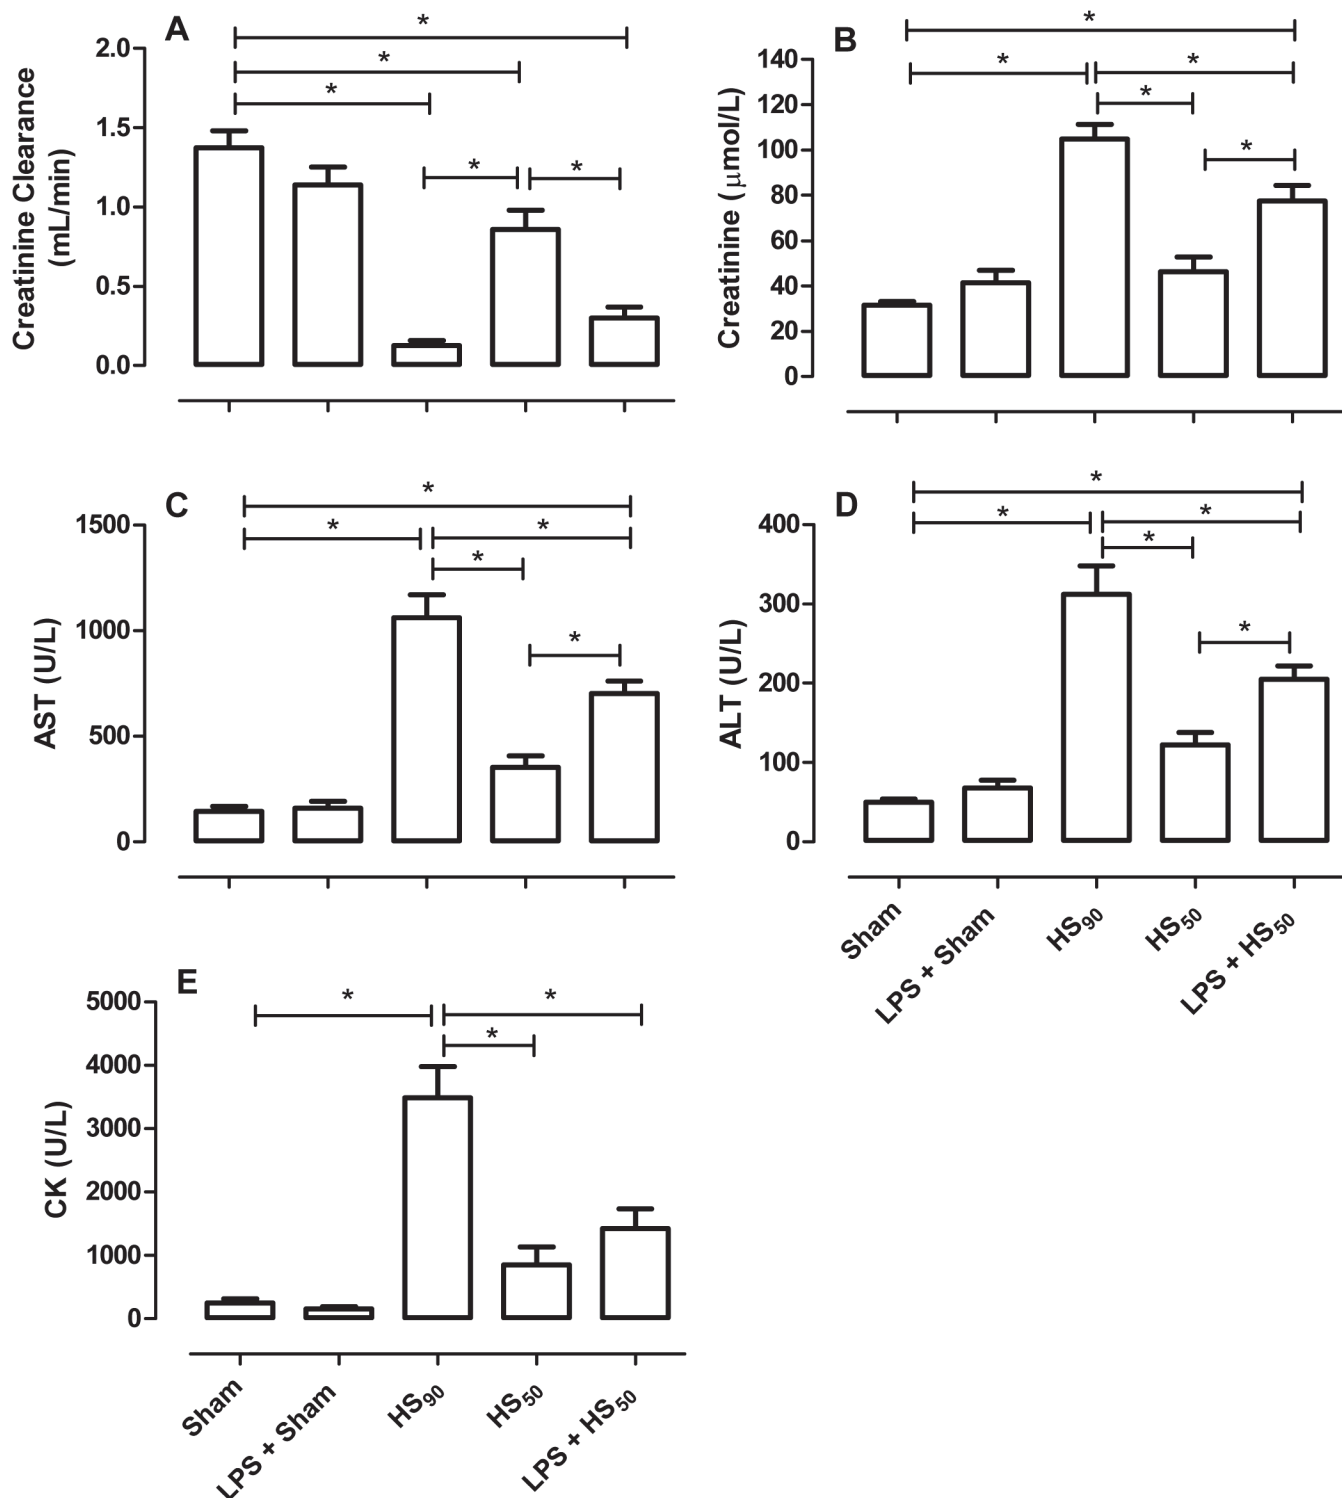 A
*
*
*
*
*
2.0
1.5
1.0
0.5
0.0
Creatinine Clearance
(mL/min)
B
*
*
*
*
*
140
120
100
80
60
40
20
0
Creatinine (μmol/L)
C
*
*
*
*
*
1500
1000
500
0
AST (U/L)
D
*
*
*
*
*
400
300
200
100
0
ALT (U/L)
Sham
LPS + Sham
HS90
HS50
LPS + HS50
E
*
*
*
5000
4000
3000
2000
1000
0
CK (U/L)
Sham
LPS + Sham
HS90
HS50
LPS + HS50